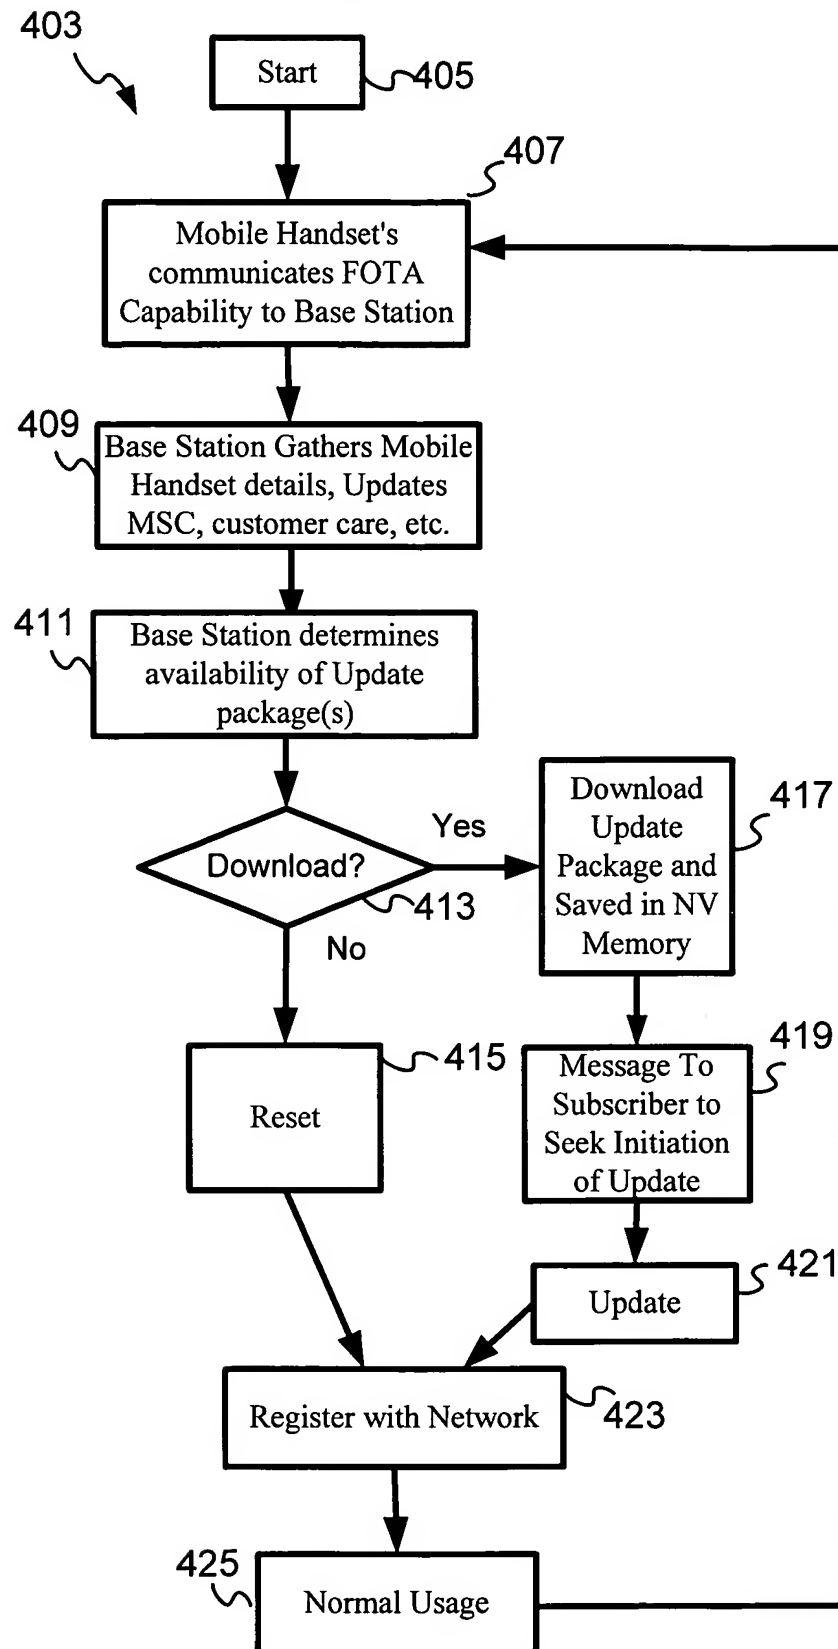 403
Start
405
407
Mobile Handset's
communicates FOTA
Capability to Base Station
409
Base Station Gathers Mobile
Handset details, Updates
MSC, customer care, etc.
411
Base Station determines
availability of Update
package(s)
Download?
413
Yes
No
Download
Update
Package and
Saved in NV
Memory
417
Reset
415
Message To
Subscriber to
Seek Initiation
of Update
419
Update
421
Register with Network
423
425
Normal Usage